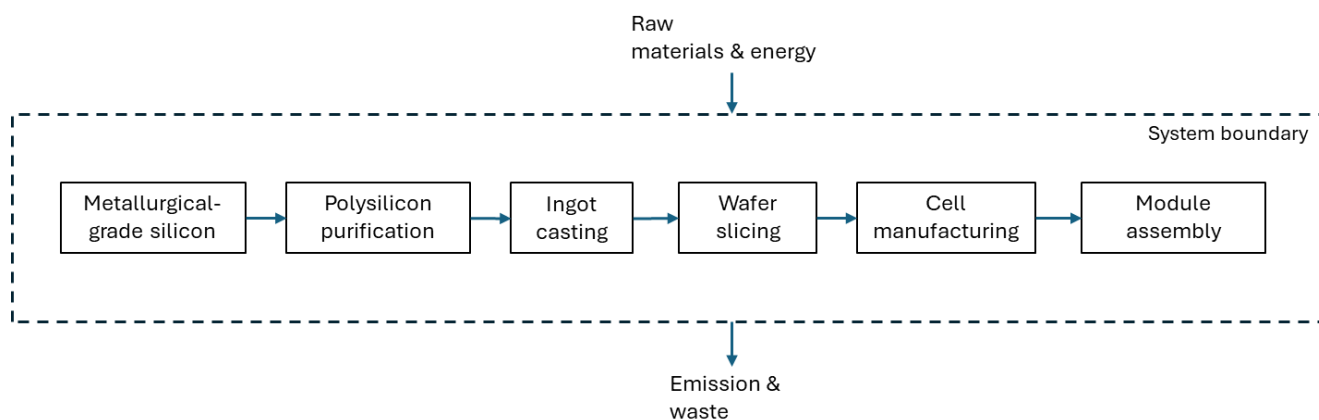 Raw
materials & energy
System boundary
Metallurgical-
grade silicon
Polysilicon
purification
Ingot
casting
Wafer
slicing
Cell
manufacturing
Module
assembly
Emission &
waste